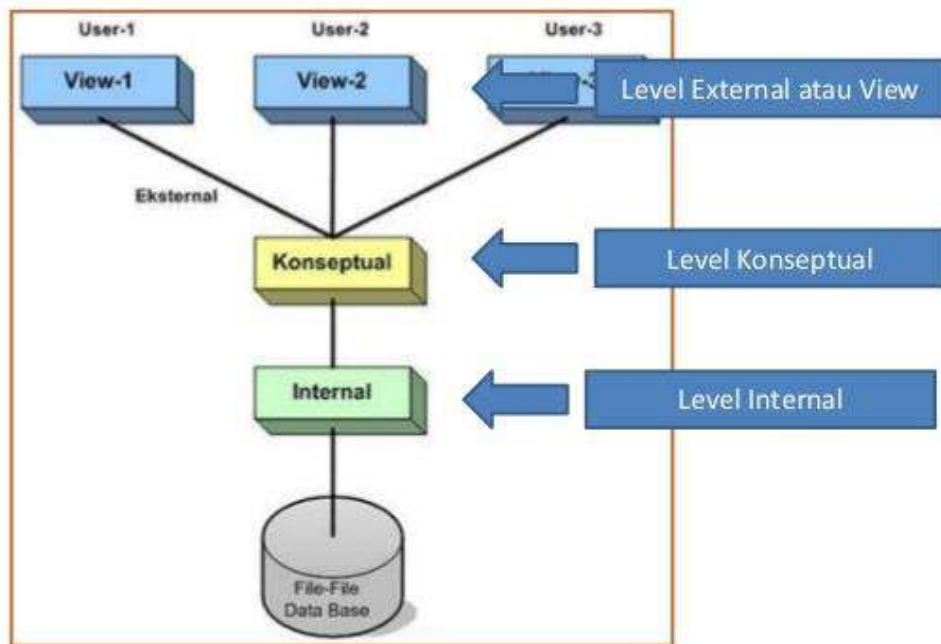 User-1
User-2
User-3
View-1
View-2
Level External atau View
Eksternal
Konseptual
Level Konseptual
Internal
Level Internal
File-File
Data Base